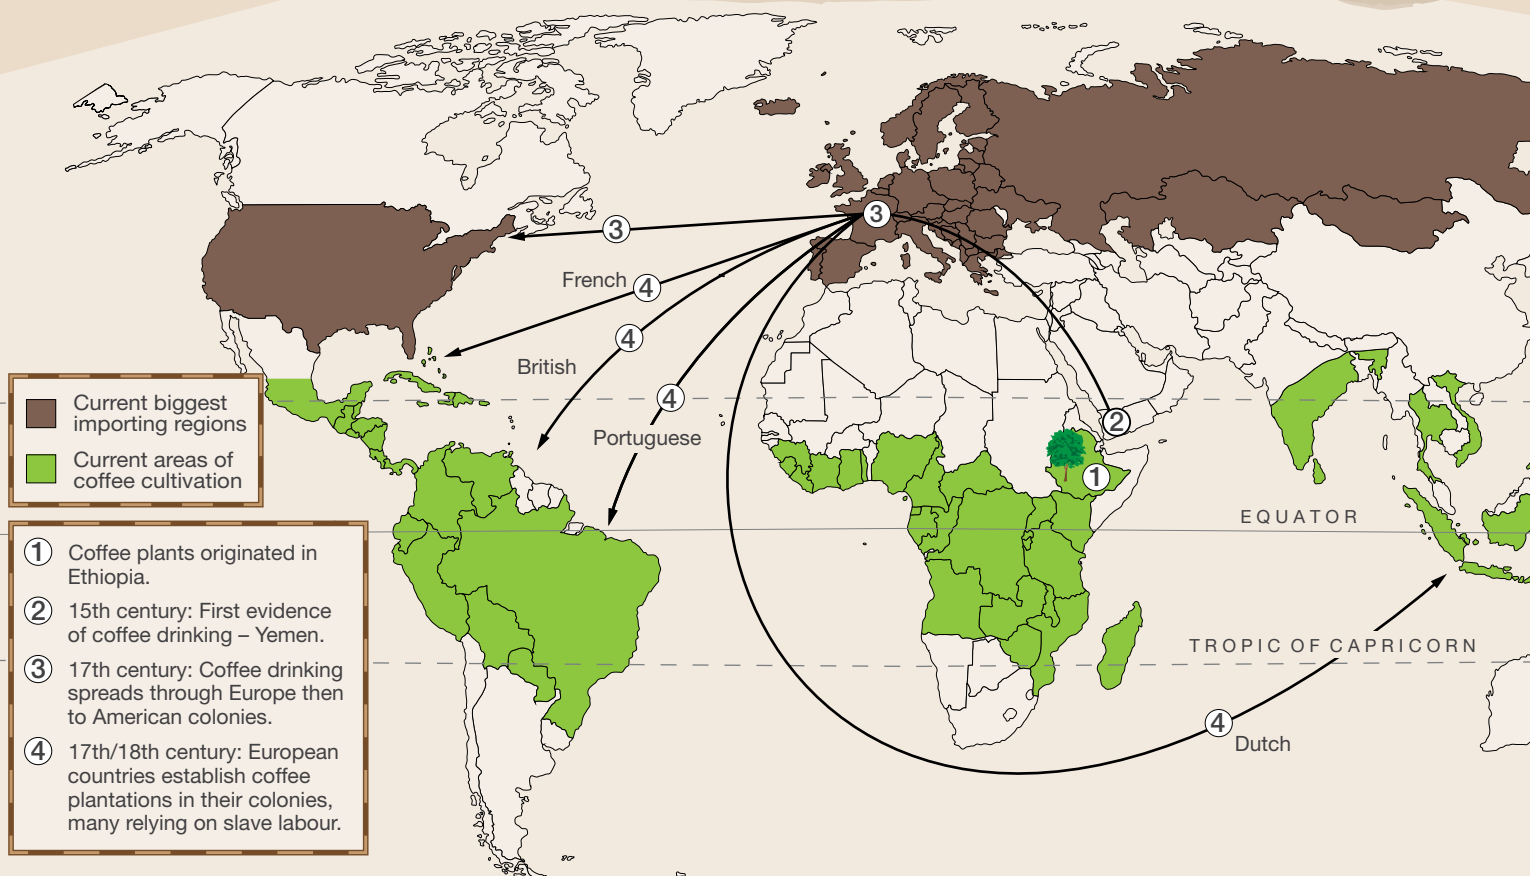 3
3
French
4
4
British
4
Portuguese
2
1
Current biggest
importing regions
Current areas of
coffee cultivation
EQUATOR
1
Coffee plants originated in
Ethiopia.
2
15th century: First evidence
of coffee drinking – Yemen.
3
17th century: Coffee drinking
spreads through Europe then
to American colonies.
4
17th/18th century: European
countries establish coffee
plantations in their colonies,
many relying on slave labour.
TROPIC OF CAPRICORN
4
Dutch